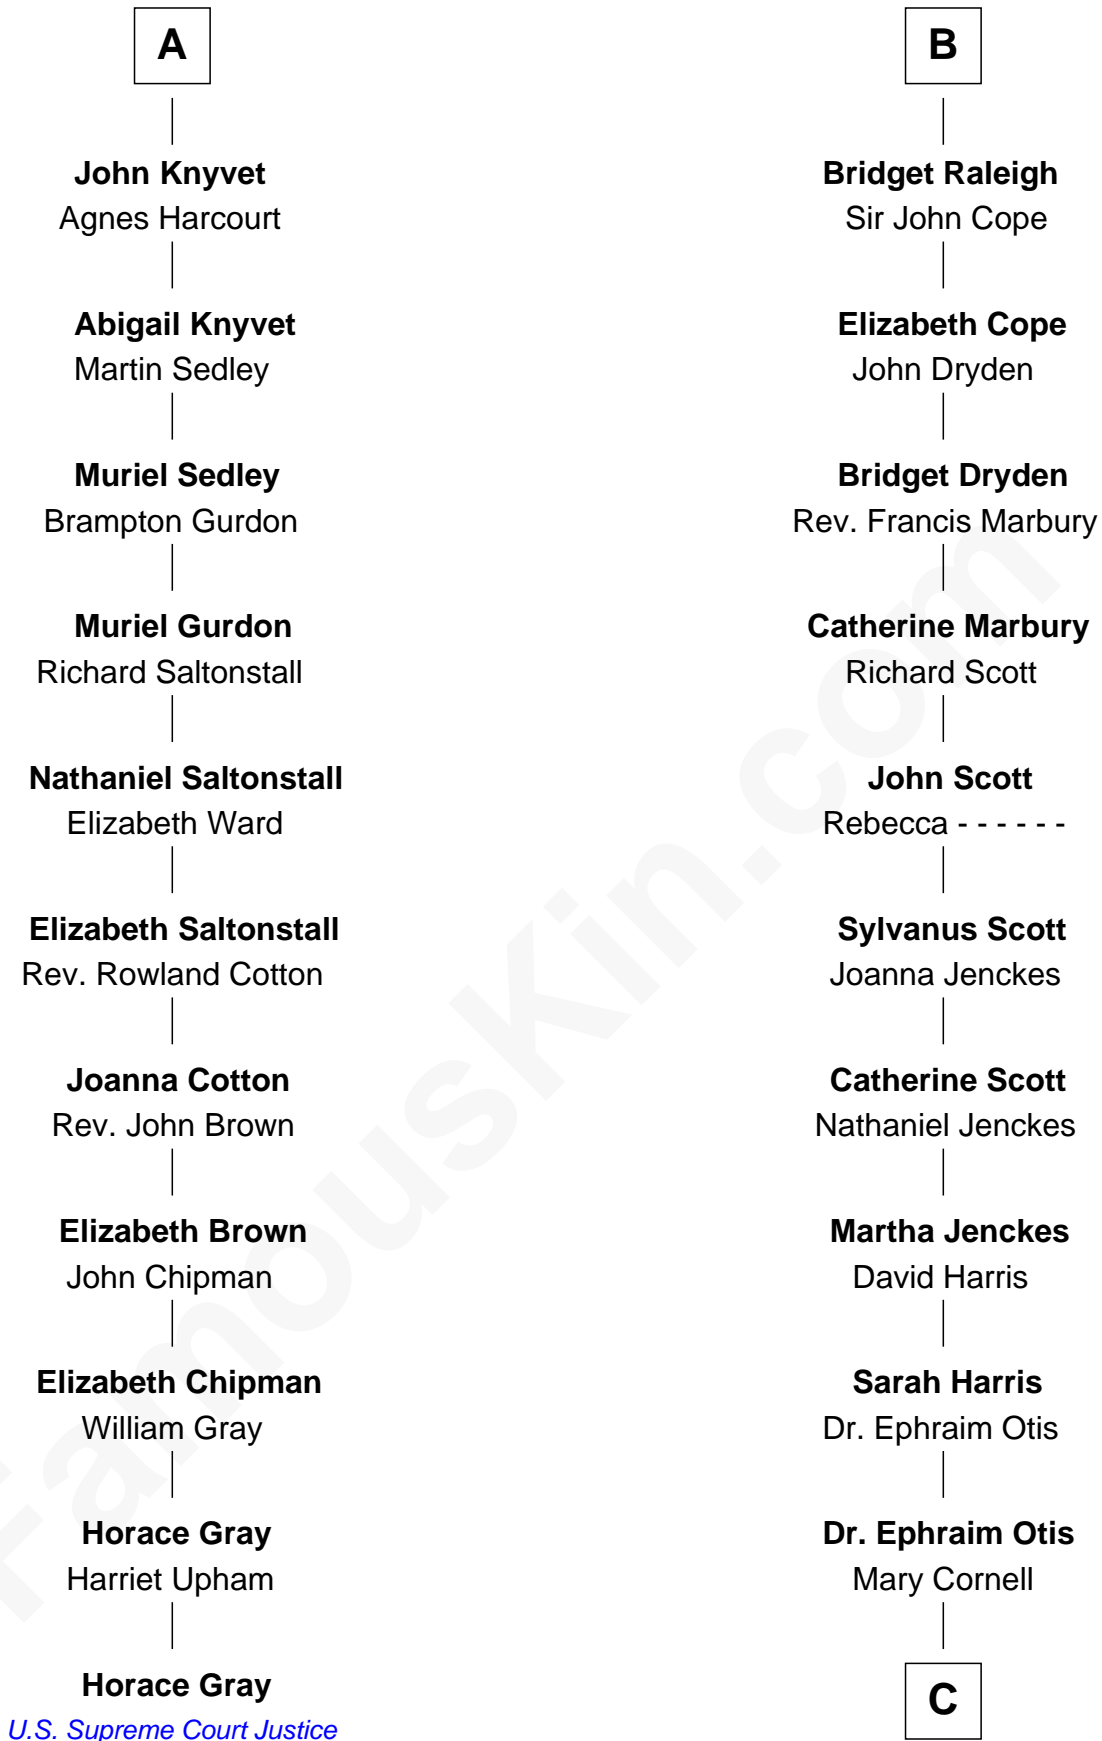 A
John Knyvet
Agnes Harcourt
Abigail Knyvet
Martin Sedley
Muriel Sedley
Brampton Gurdon
Muriel Gurdon
Richard Saltonstall
Nathaniel Saltonstall
Elizabeth Ward
Elizabeth Saltonstall
Rev. Rowland Cotton
Joanna Cotton
Rev. John Brown
Elizabeth Brown
John Chipman
Elizabeth Chipman
William Gray
Horace Gray
Harriet Upham
Horace Gray
U.S. Supreme Court Justice
B
Bridget Raleigh
Sir John Cope
Elizabeth Cope
John Dryden
Bridget Dryden
Rev. Francis Marbury
Catherine Marbury
Richard Scott
John Scott
Rebecca - - - - - -
Sylvanus Scott
Joanna Jenckes
Catherine Scott
Nathaniel Jenckes
Martha Jenckes
David Harris
Sarah Harris
Dr. Ephraim Otis
Dr. Ephraim Otis
Mary Cornell
C
FamousKin.com